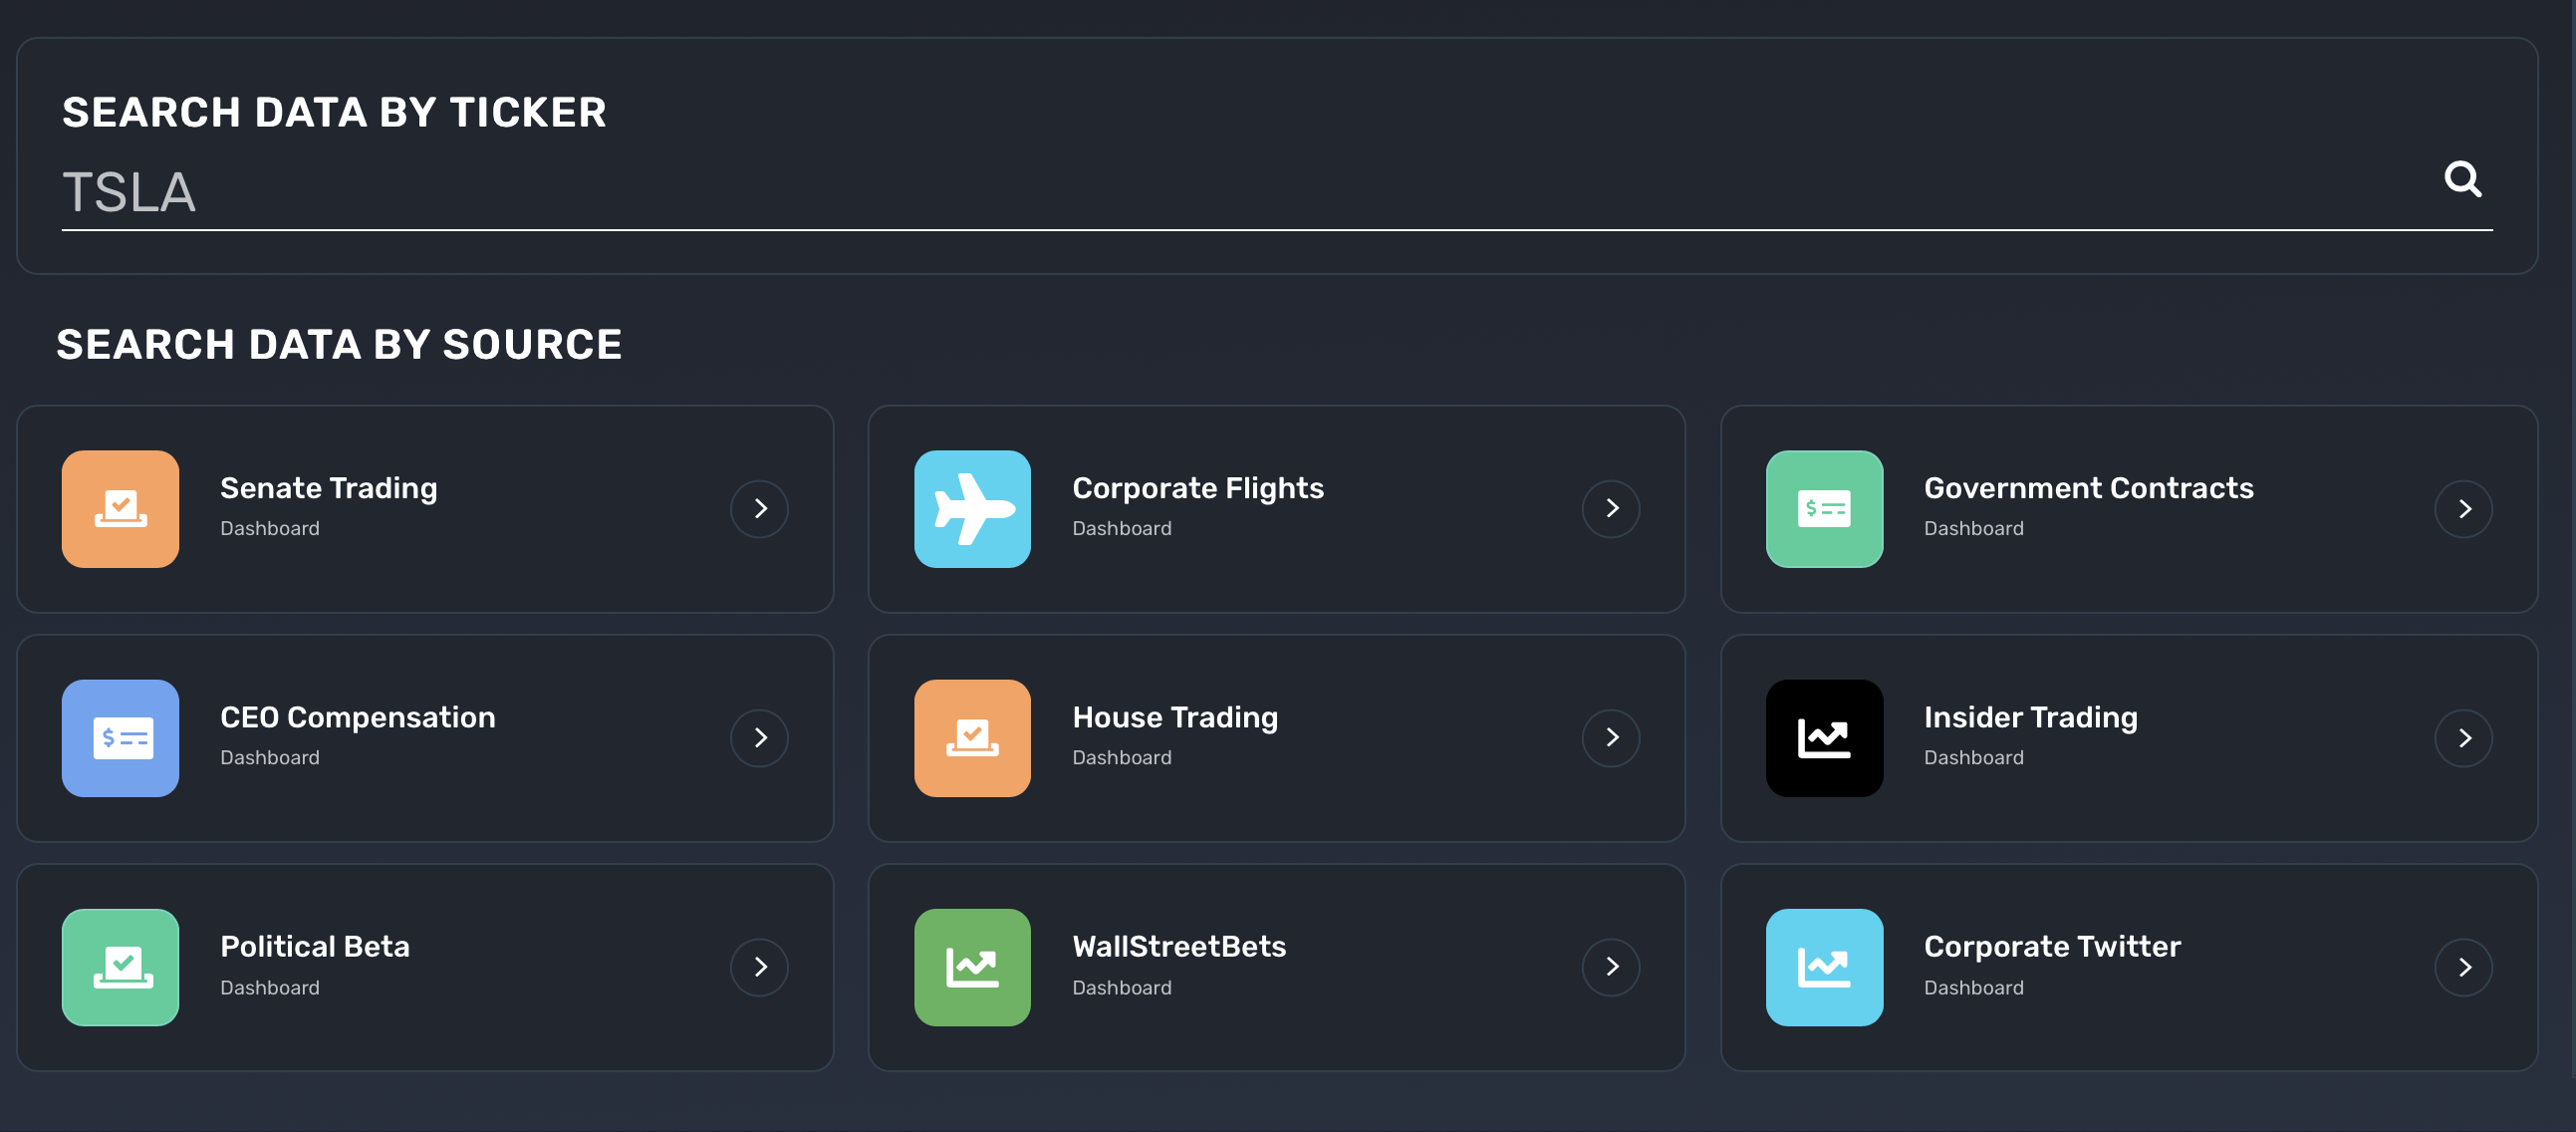 SEARCH DATA BY TICKER
TSLA
SEARCH DATA BY SOURCE
Senate Trading
Dashboard
Corporate Flights
Dashboard
Government Contracts
Dashboard
CEO Compensation
Dashboard
House Trading
Dashboard
Insider Trading
Dashboard
Political Beta
Dashboard
WallStreetBets
Dashboard
Corporate Twitter
Dashboard